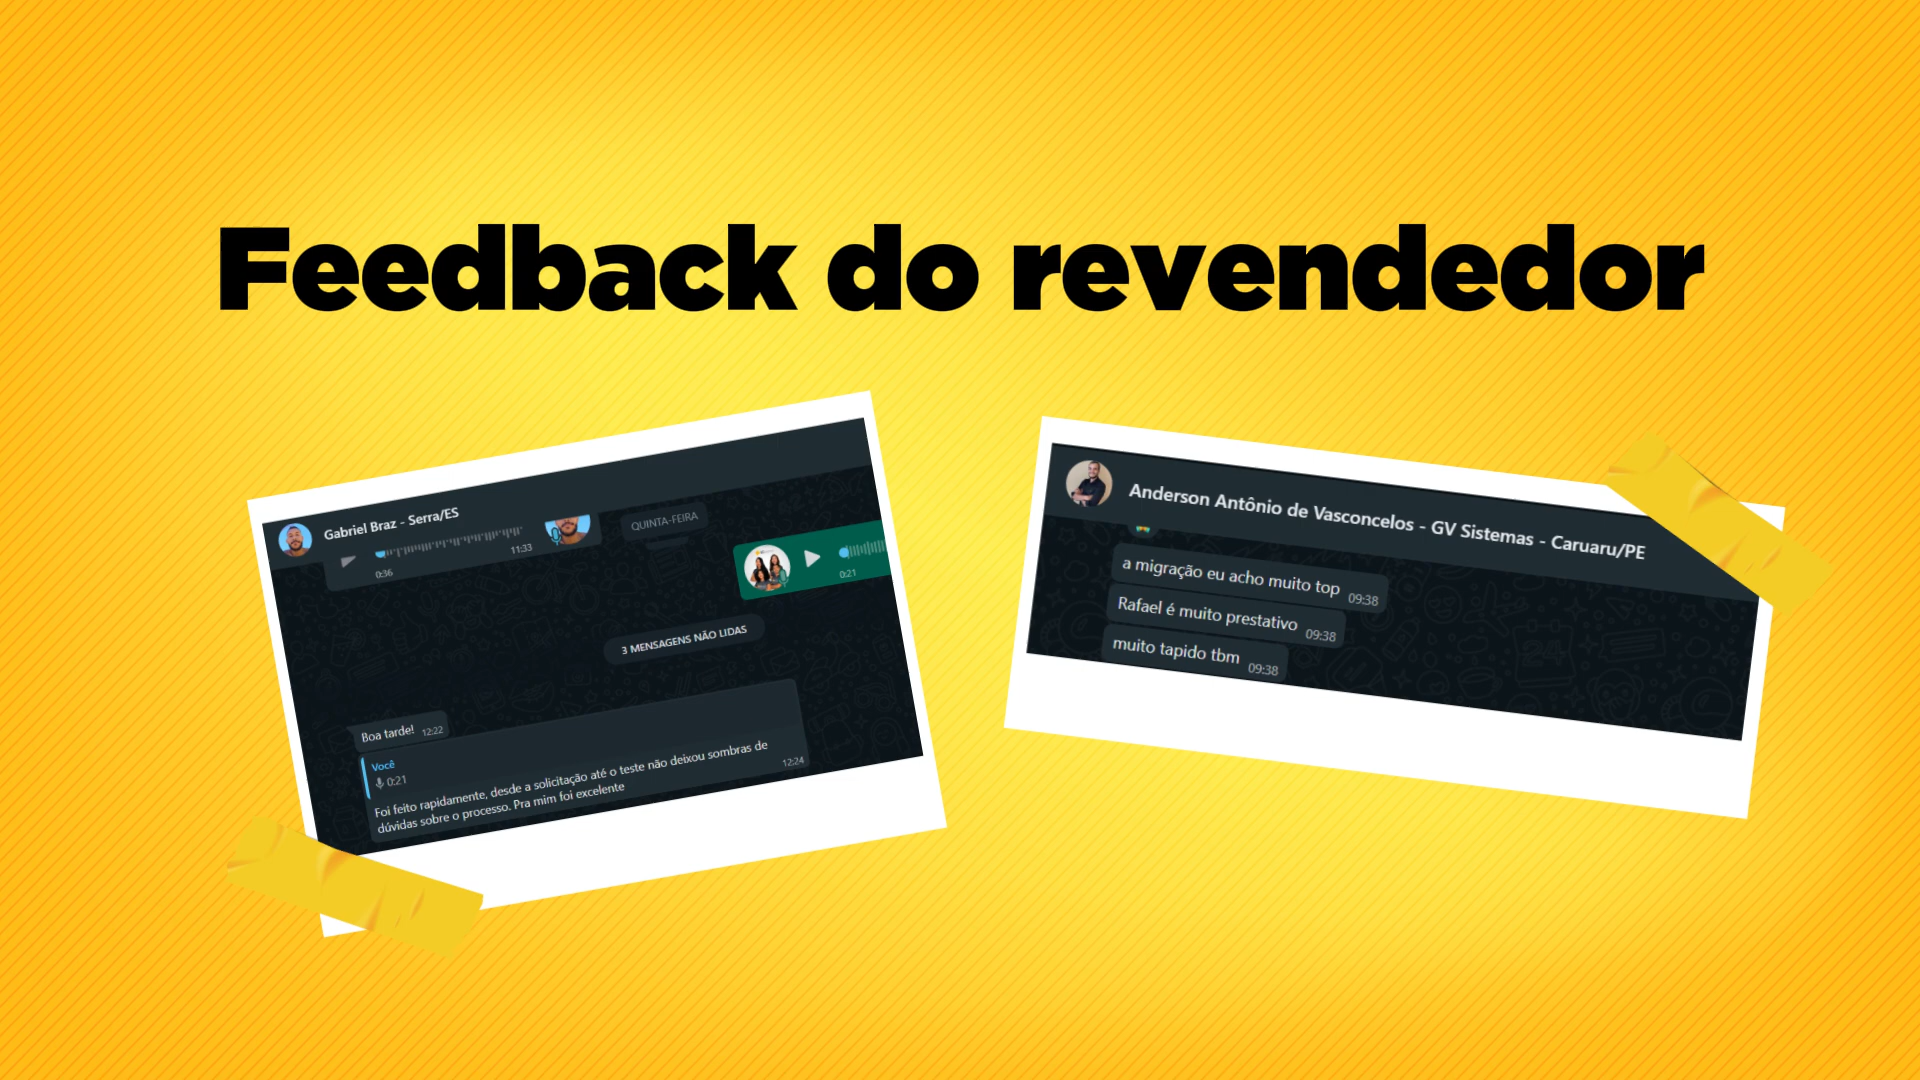 Feedback do revendedor
Gabriel Braz - Serra/ES
0:36
11:33
QUINTA-FEIRA
0:21
3 MENSAGENS NÃO LIDAS
Boa tarde! 12:22
Você
0:21
Foi feito rapidamente, desde a solicitação até o teste não deixou sombras de
dúvidas sobre o processo. Pra mim foi excelente
12:24
Anderson Antônio de Vasconcelos - GV Sistemas - Caruaru/PE
a migração eu acho muito top 09:38
Rafael é muito prestativo 09:38
muito tapido tbm 09:38